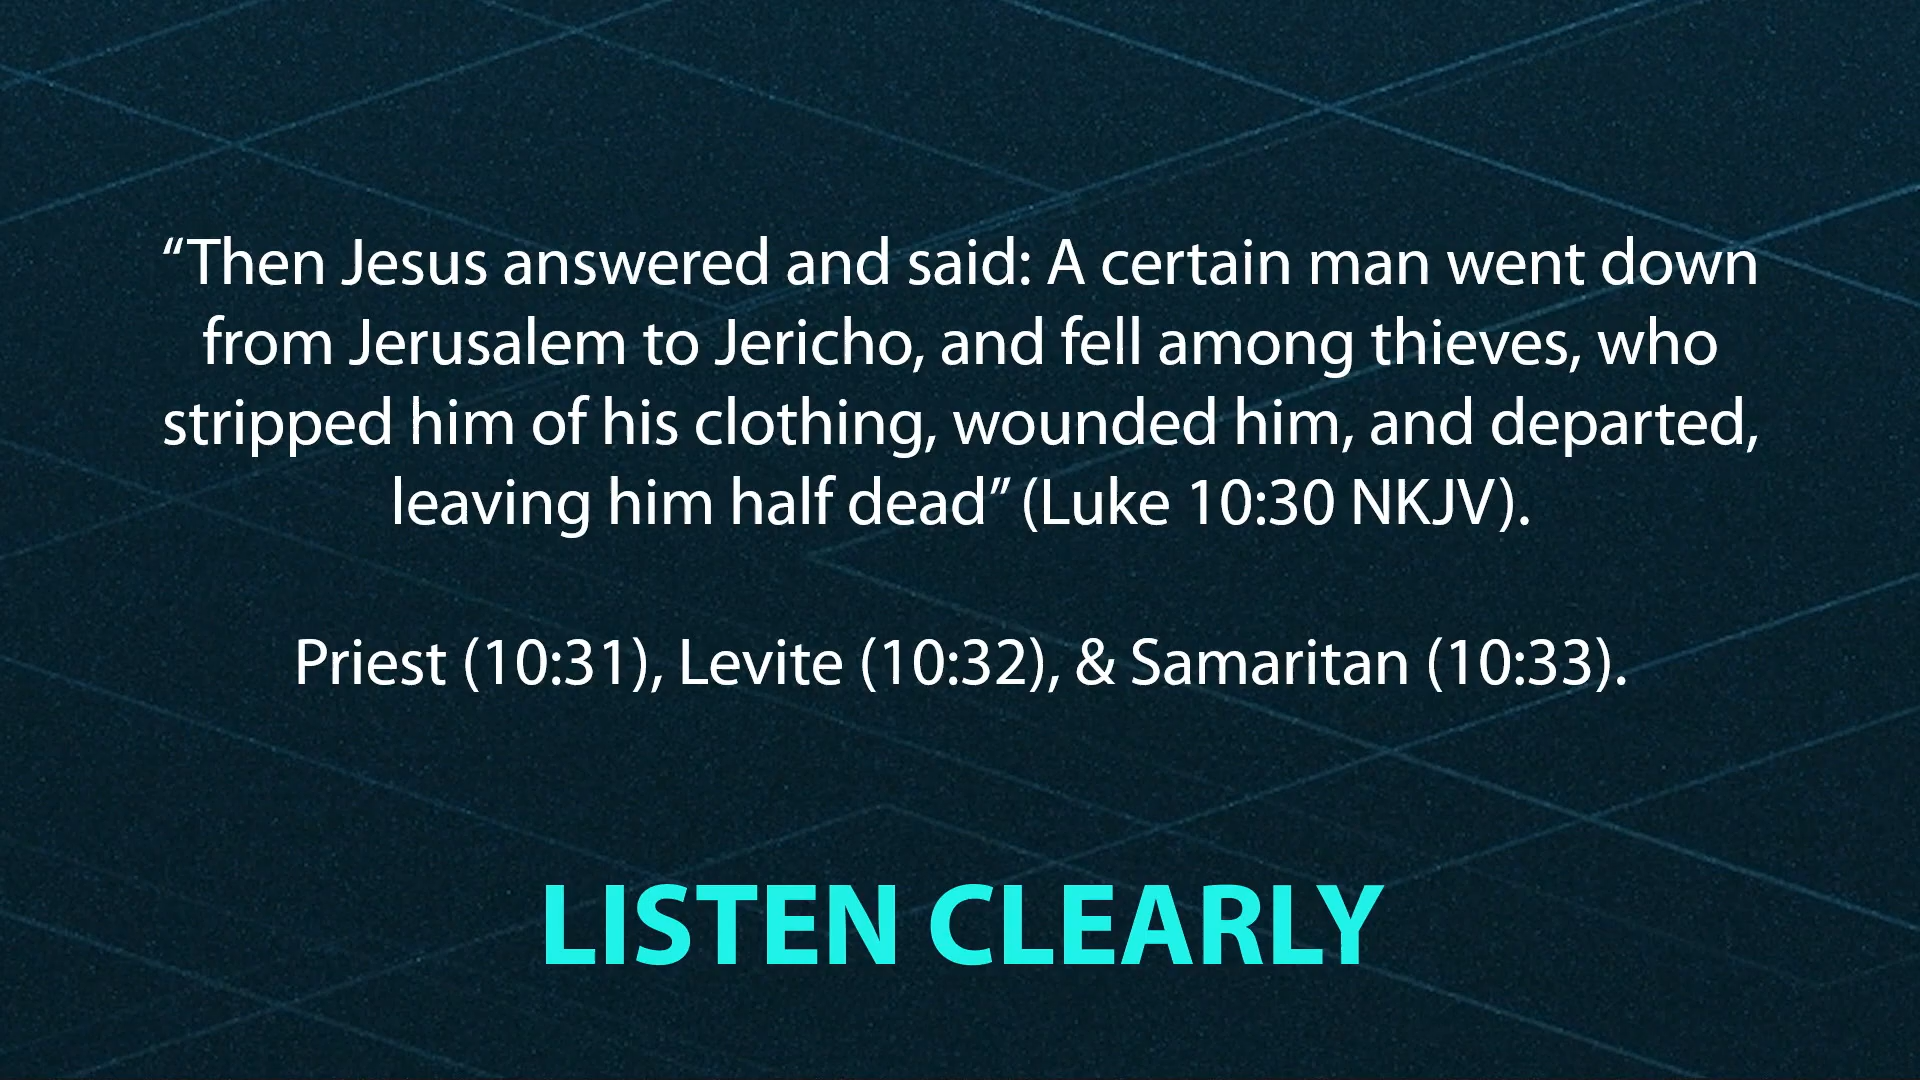 “Then Jesus answered and said: A certain man went down
from Jerusalem to Jericho, and fell among thieves, who
stripped him of his clothing, wounded him, and departed,
leaving him half dead” (Luke 10:30 NKJV).
Priest (10:31), Levite (10:32), & Samaritan (10:33).
LISTEN CLEARLY